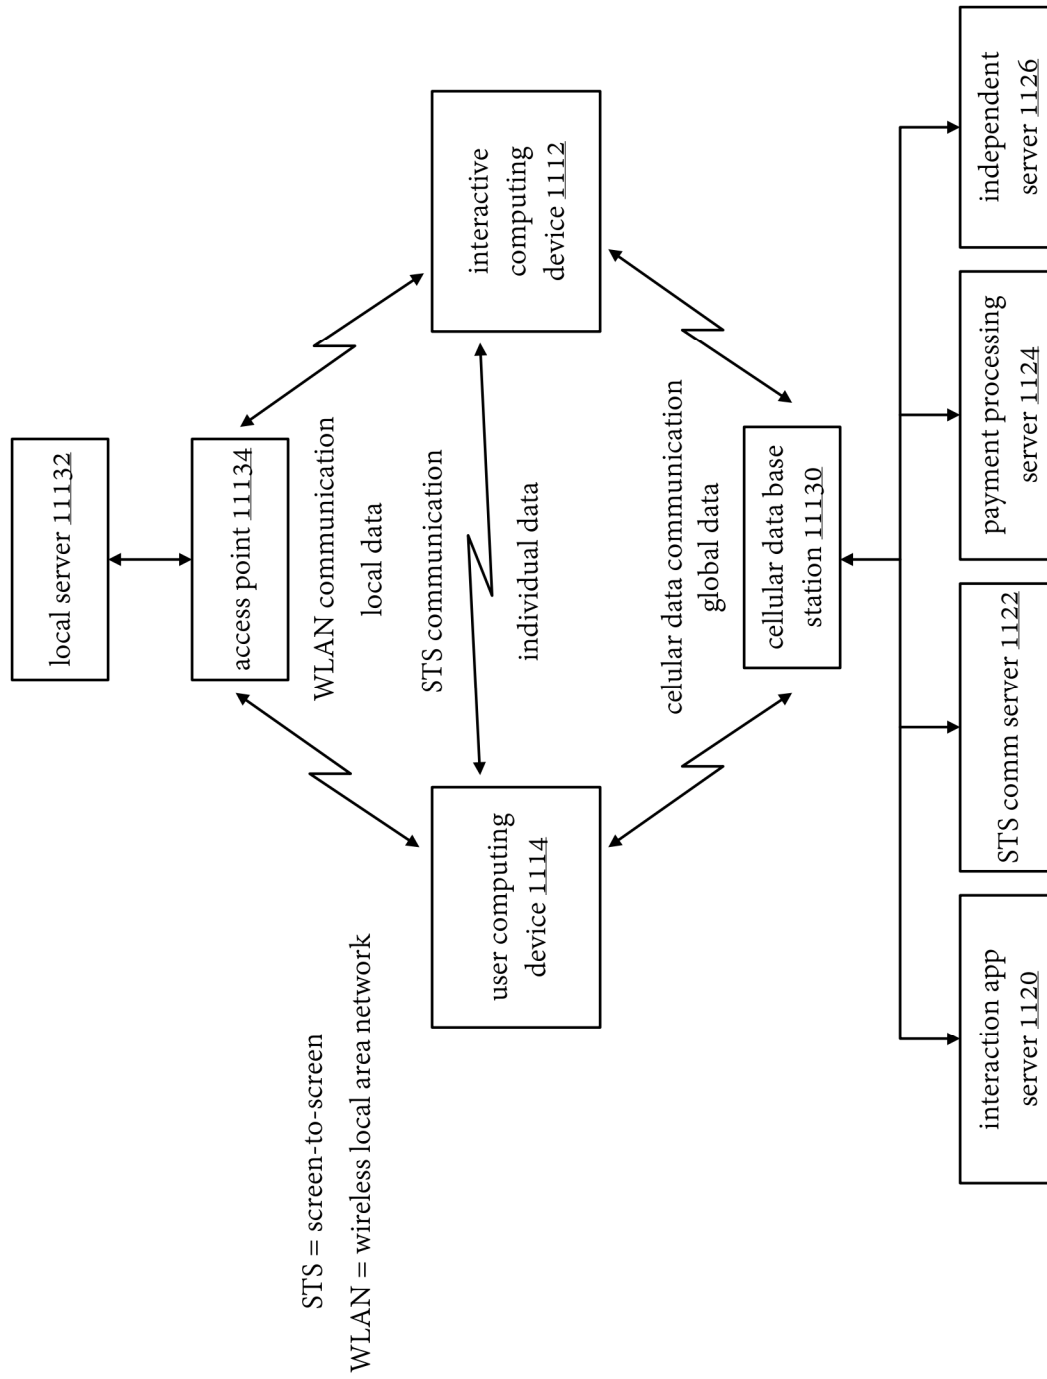 STS = screen-to-screen
WLAN = wireless local area network
local server 11132
access point 11134
WLAN communication
local data
user computing
device 1114
STS communication
individual data
interactive
computing
device 1112
celular data communication
global data
cellular data base
station 11130
interaction app
server 1120
STS comm server 1122
payment processing
server 1124
independent
server 1126